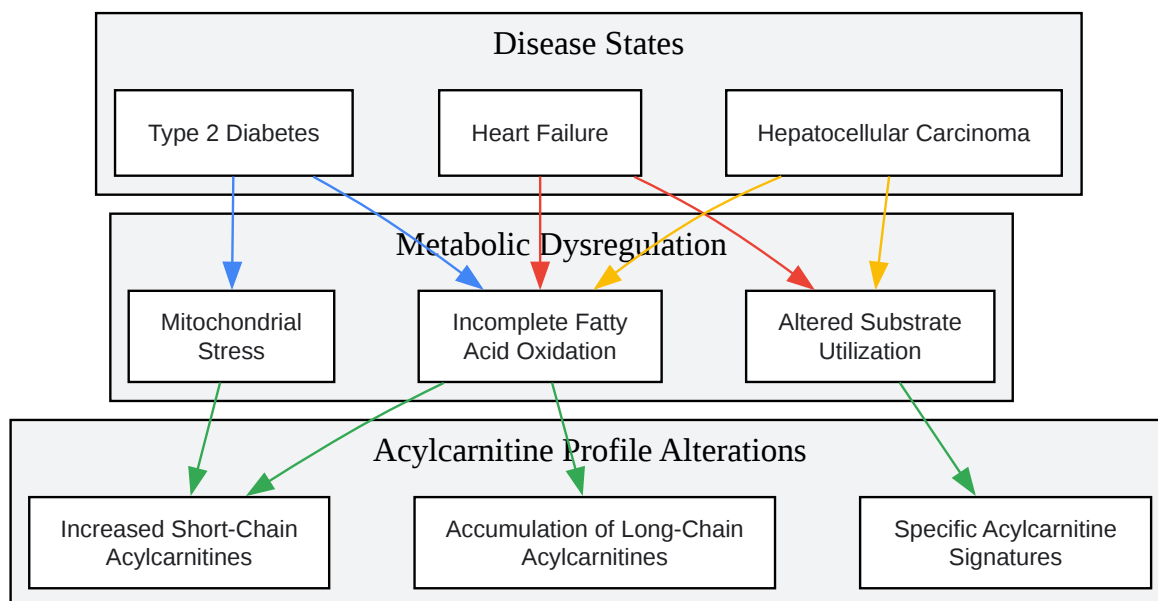 Disease States
Type 2 Diabetes
Heart Failure
Hepatocellular Carcinoma
Metabolic Dysregulation
Mitochondrial
Stress
Incomplete Fatty
Acid Oxidation
Altered Substrate
Utilization
Acylcarnitine Profile Alterations
Increased Short-Chain
Acylcarnitines
Accumulation of Long-Chain
Acylcarnitines
Specific Acylcarnitine
Signatures